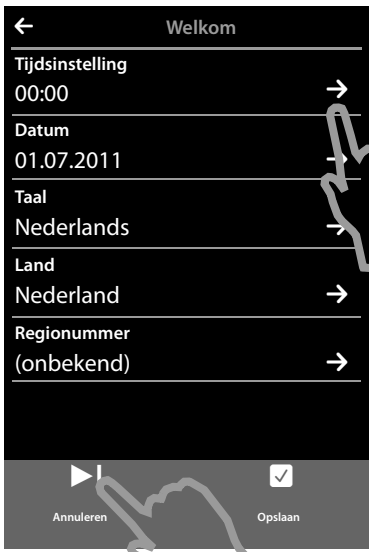 Welkom
Tijdsinstelling
00:00
Datum
01.07.2011
Taal
Nederlands
Land
Nederland
Regionummer
(onbekend)
Annuleren Opslaan